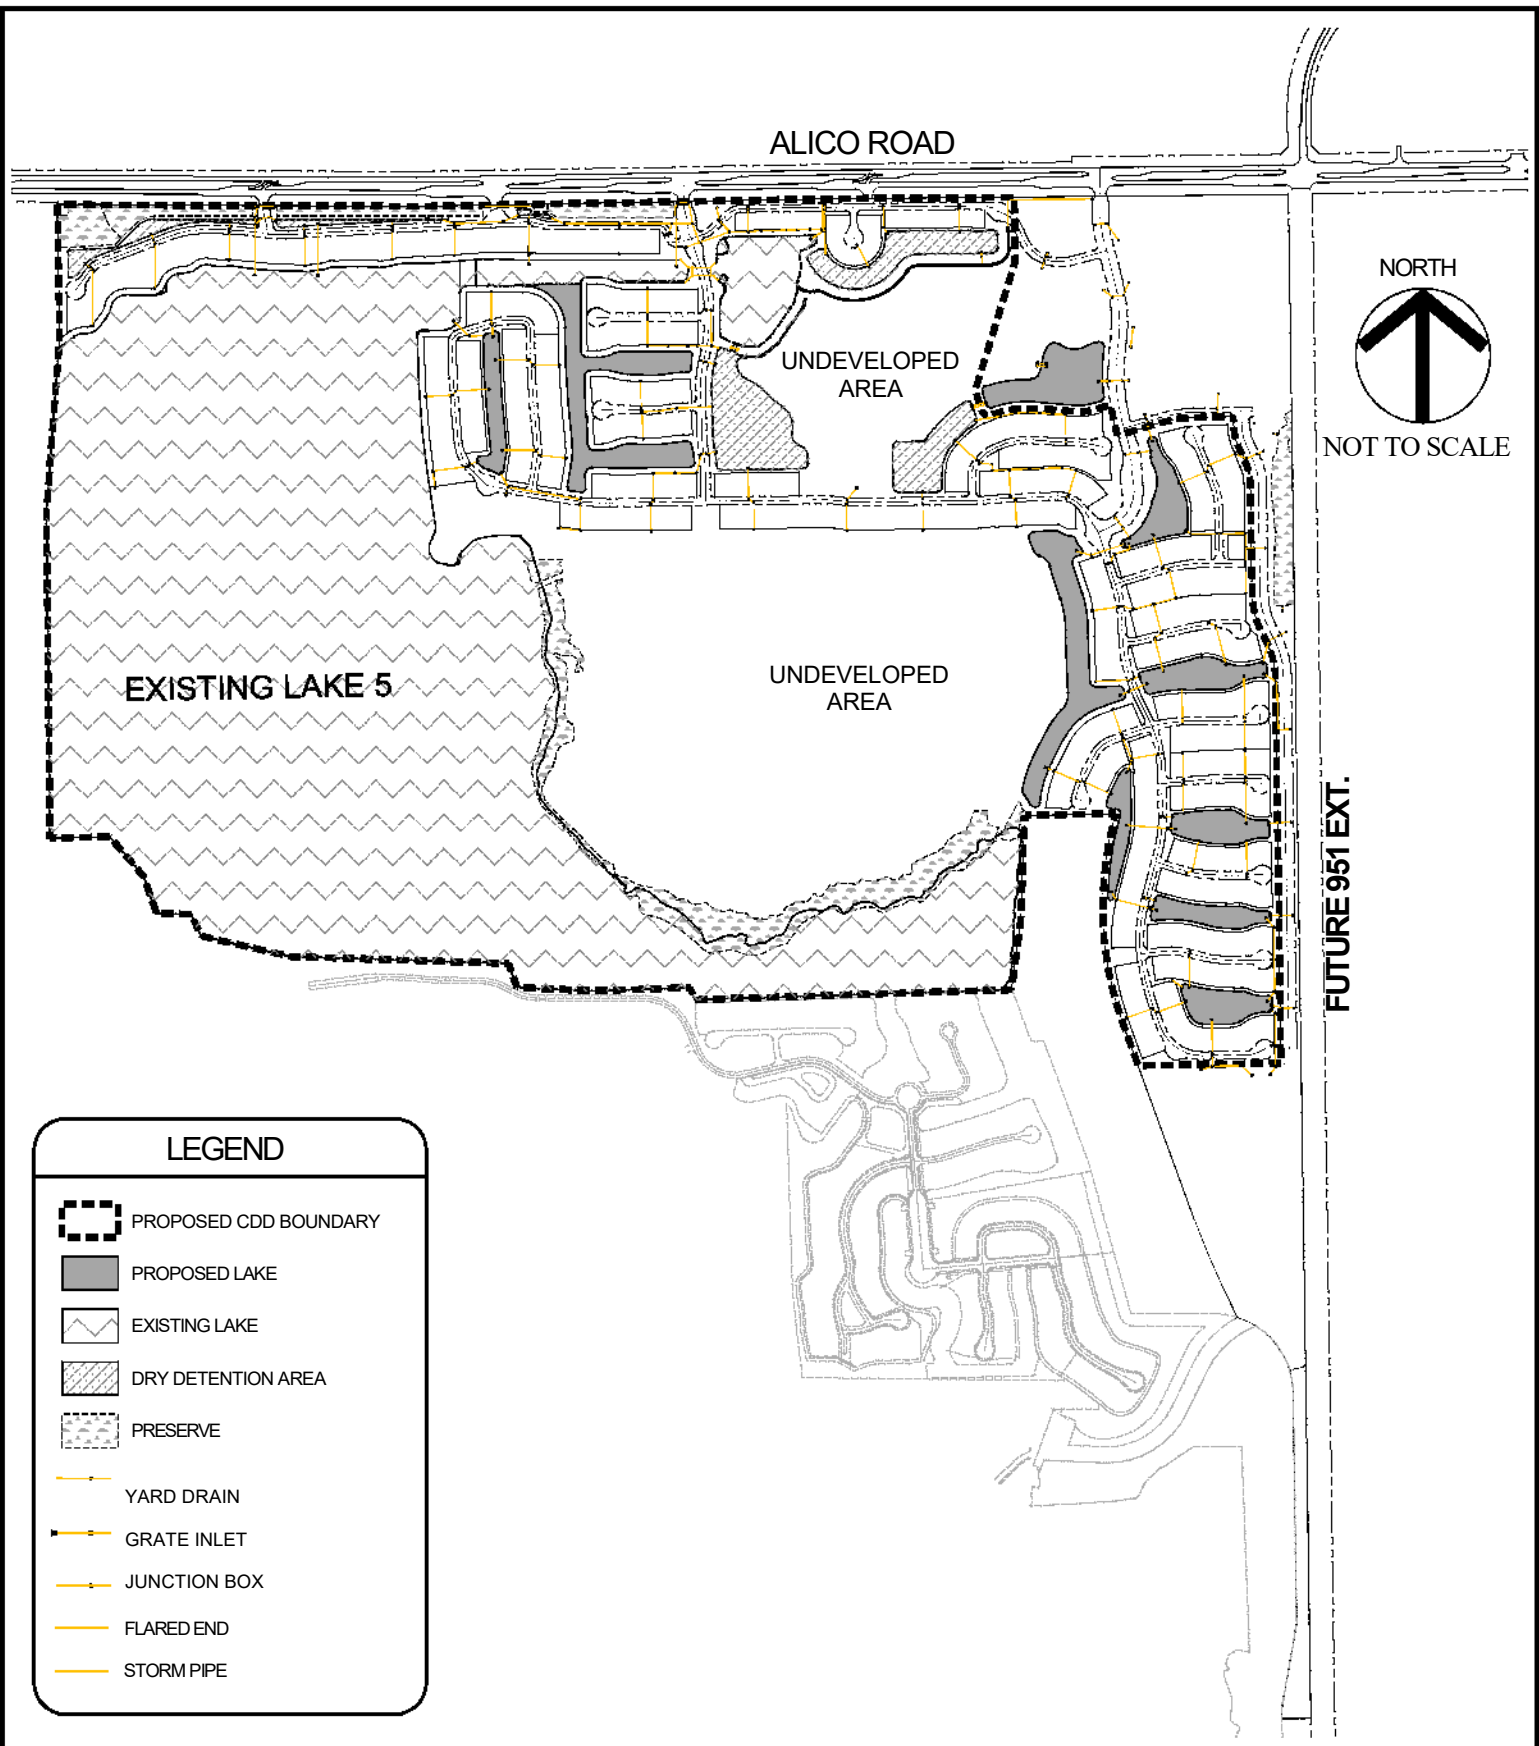 ALICO ROAD
NORTH
NOT TO SCALE
UNDEVELOPED
AREA
EXISTING LAKE 5
UNDEVELOPED
AREA
FUTURE 951 EXT.
LEGEND
PROPOSED CDD BOUNDARY
PROPOSED LAKE
EXISTING LAKE
DRY DETENTION AREA
PRESERVE
YARD DRAIN
GRATE INLET
JUNCTION BOX
FLARED END
STORM PIPE